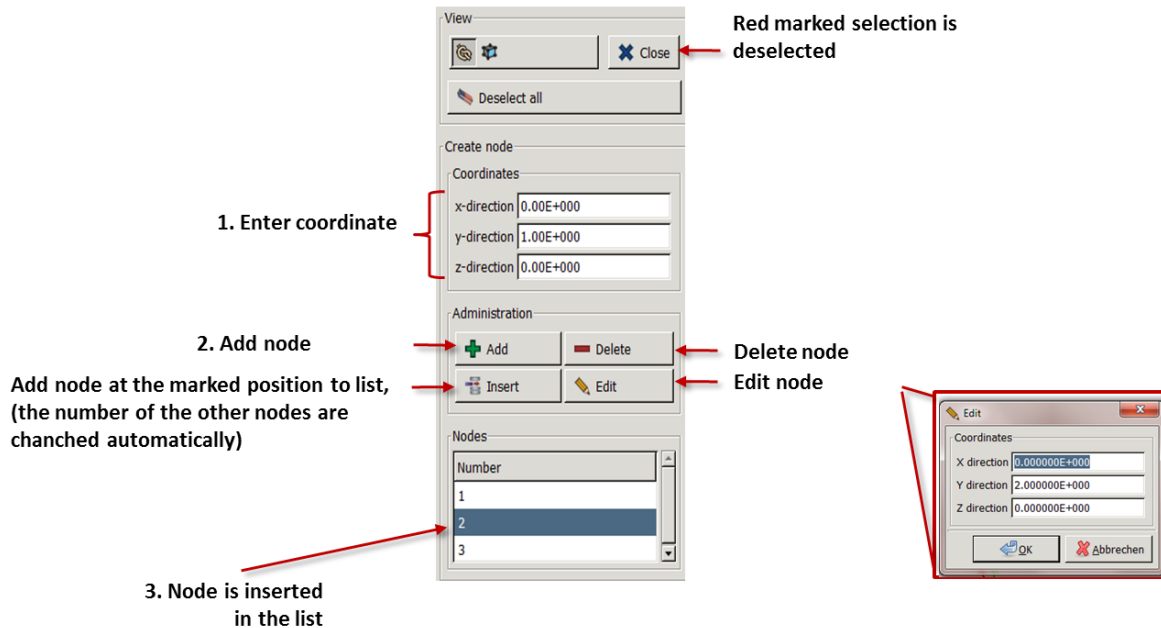 View
Close
Deselect all
Red marked selection is
deselected
Create node
Coordinates
x-direction 0.00E+000
y-direction 1.00E+000
z-direction 0.00E+000
1. Enter coordinate
Administration
Add
Delete
Insert
Edit
2. Add node
Add node at the marked position to list,
(the number of the other nodes are
chanched automatically)
Delete node
Edit node
Nodes
Number
1
2
3
3. Node is inserted
in the list
Edit
Coordinates
X direction 0.000000E+000
Y direction 2.000000E+000
Z direction 0.000000E+000
OK
Abbrechen